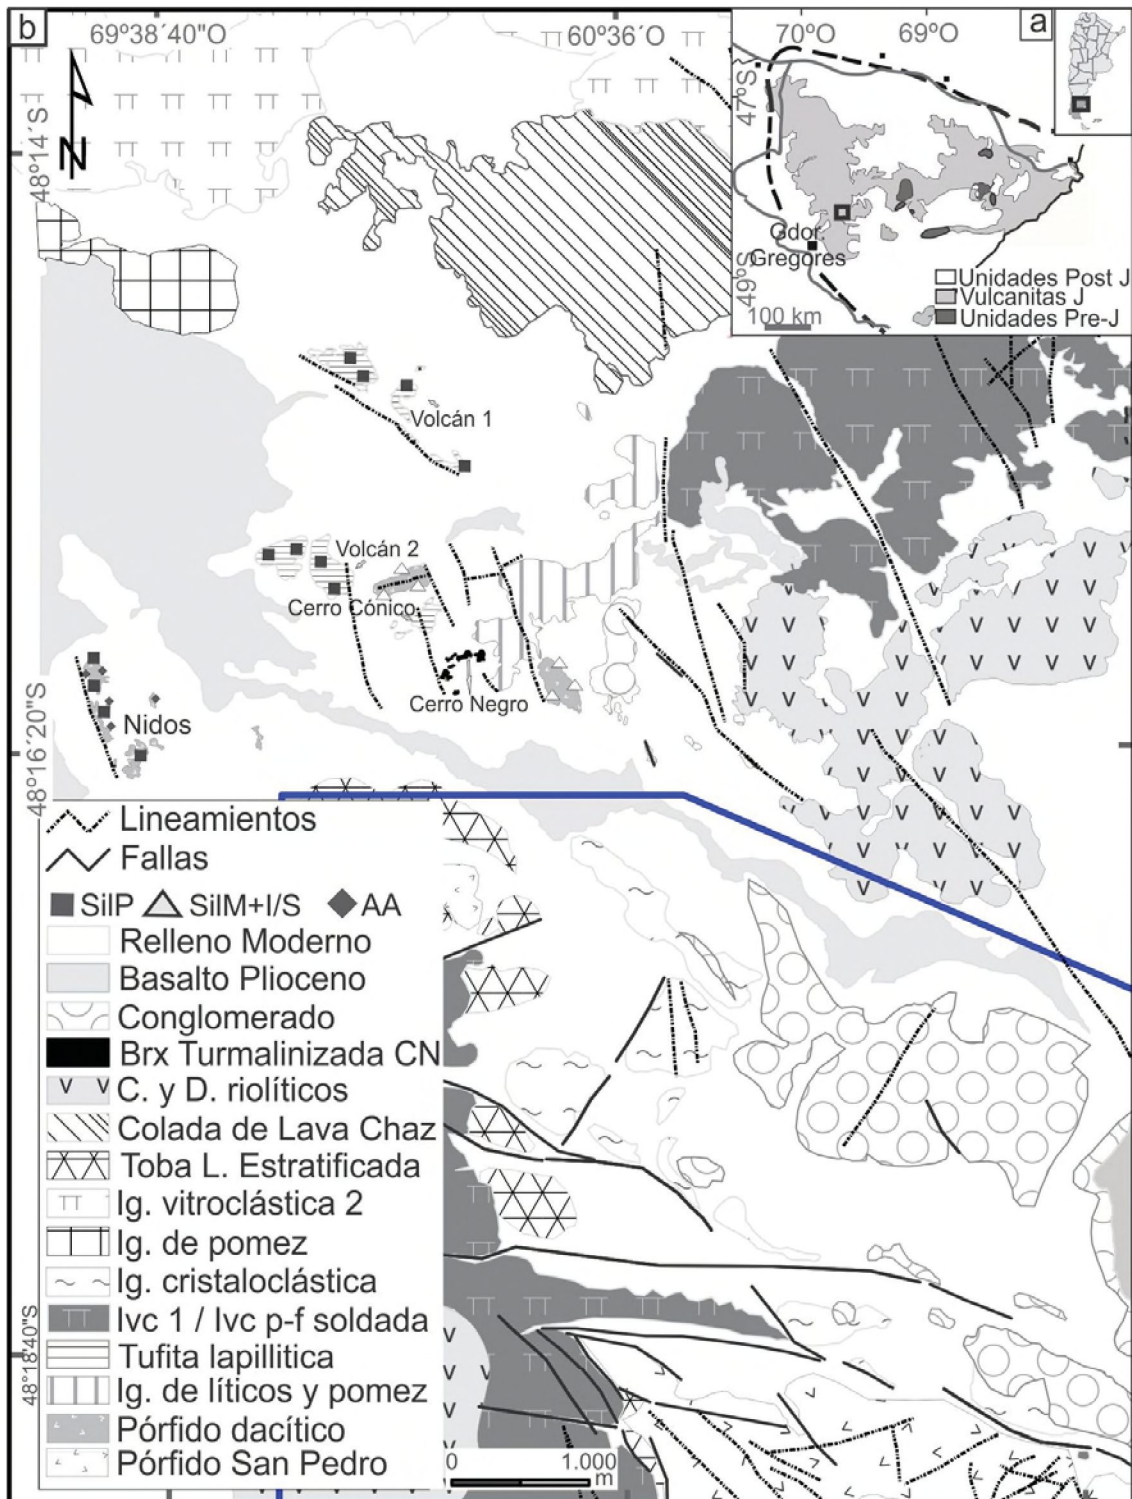 b
69º38´40"O
60º36´O
a
70ºO
69ºO
47ºS
49ºS
Gdor.
Gregores
100 km
Unidades Post J
Vulcanitas J
Unidades Pre-J
N
48º14´S
48º16´20"S
48º18'40"S
Volcán 1
Volcán 2
Cerro Cónico
Cerro Negro
Nidos
Lineamientos
Fallas
SilP SilM+I/S AA
Relleno Moderno
Basalto Plioceno
Conglomerado
Brx Turmalinizada CN
C. y D. riolíticos
Colada de Lava Chaz
Toba L. Estratificada
Ig. vitroclástica 2
Ig. de pomez
Ig. cristaloclástica
Ivc 1 / Ivc p-f soldada
Tufita lapillitica
Ig. de líticos y pomez
Pórfido dacítico
Pórfido San Pedro
0 1.000
m